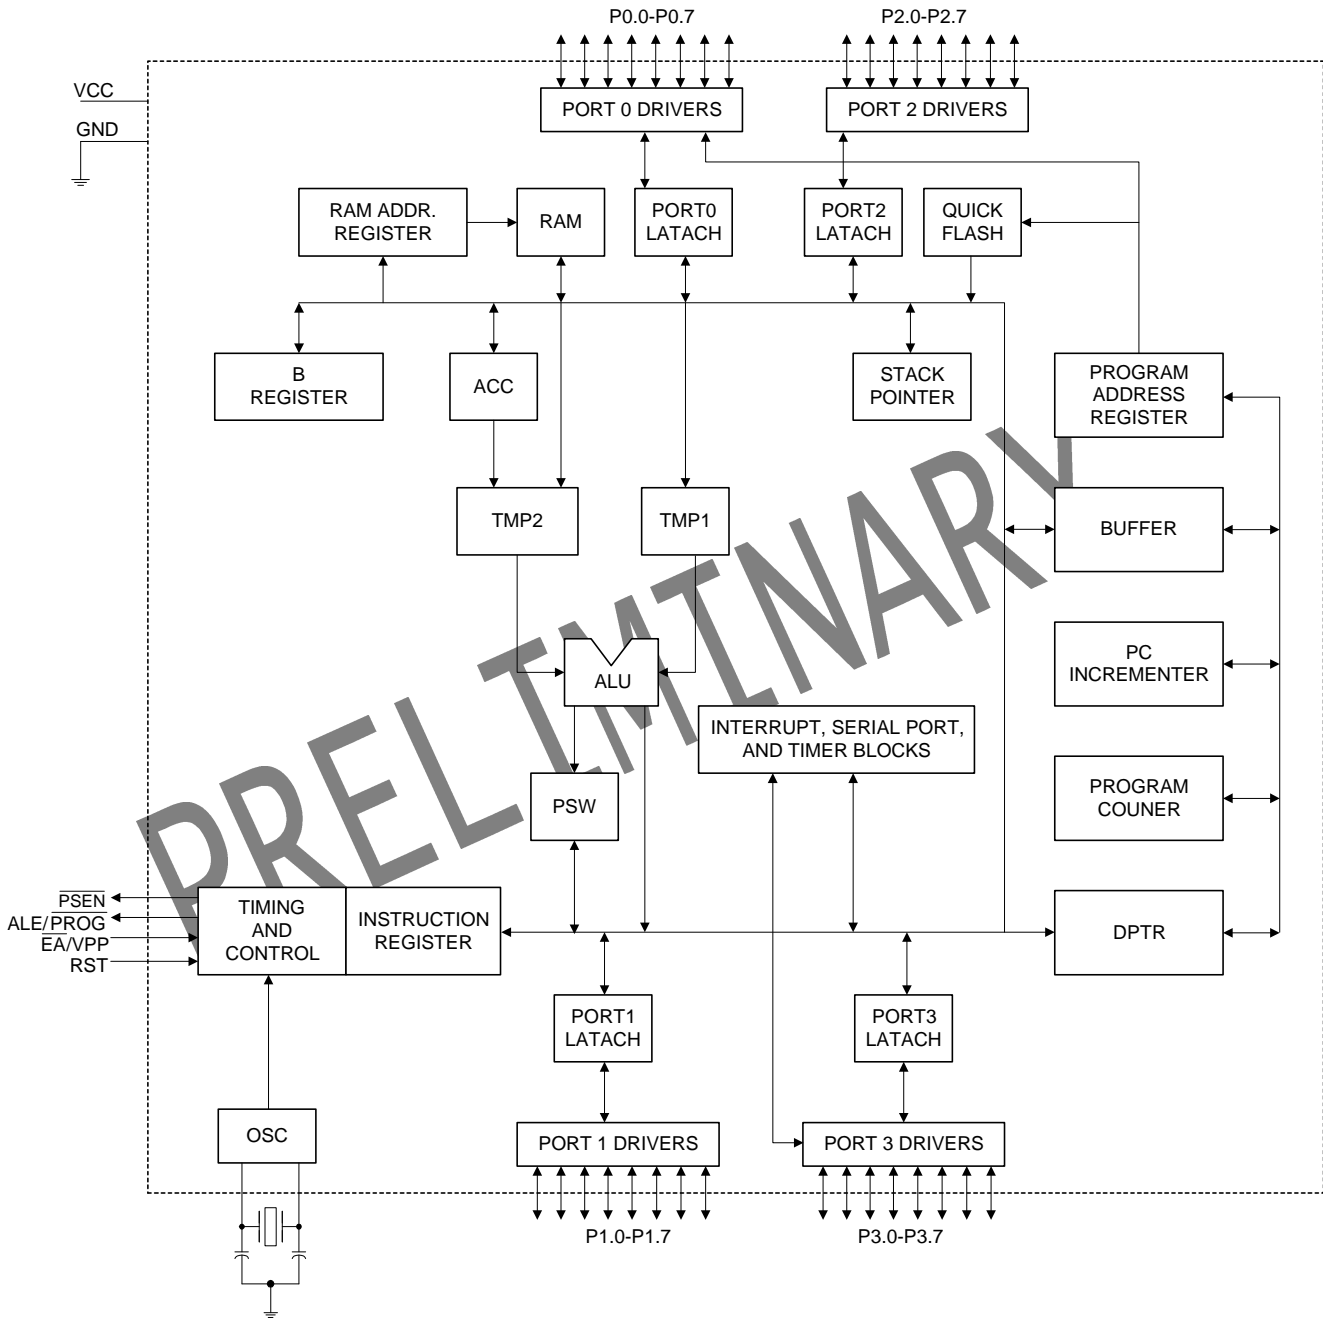 P0.0-P0.7
P2.0-P2.7
VCC
GND
PORT 0 DRIVERS
PORT 2 DRIVERS
RAM ADDR.
REGISTER
RAM
PORT0
LATACH
PORT2
LATACH
QUICK
FLASH
B
REGISTER
ACC
STACK
POINTER
PROGRAM
ADDRESS
REGISTER
TMP2
TMP1
BUFFER
ALU
PC
INCREMENTER
INTERRUPT, SERIAL PORT,
AND TIMER BLOCKS
PSW
PROGRAM
COUNER
PRELIMINARY
PSEN
ALE/PROG
EA/VPP
RST
TIMING
AND
CONTROL
INSTRUCTION
REGISTER
DPTR
PORT1
LATACH
PORT3
LATACH
OSC
PORT 1 DRIVERS
PORT 3 DRIVERS
P1.0-P1.7
P3.0-P3.7